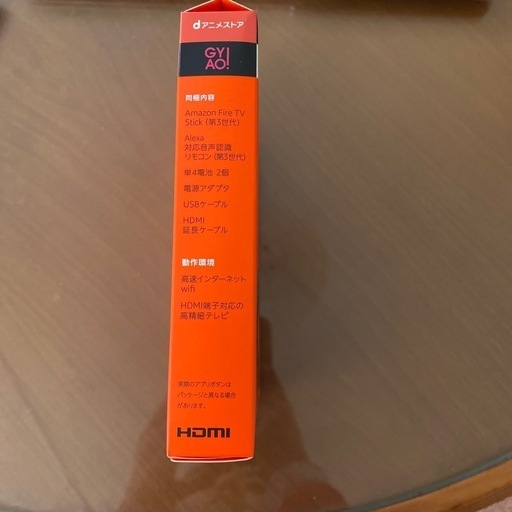 dアニメストア
GY
AO!
同梱内容
Amazon Fire TV
Stick (第3世代)
Alexa
対応音声認識
リモコン (第3世代)
単4電池 2個
電源アダプタ
USBケーブル
HDMI
延長ケーブル
動作環境
高速インターネット
wifi
HDMI端子対応の
高精細テレビ
実際のアプリボタンは
パッケージと異なる場合
があります。
HDMI